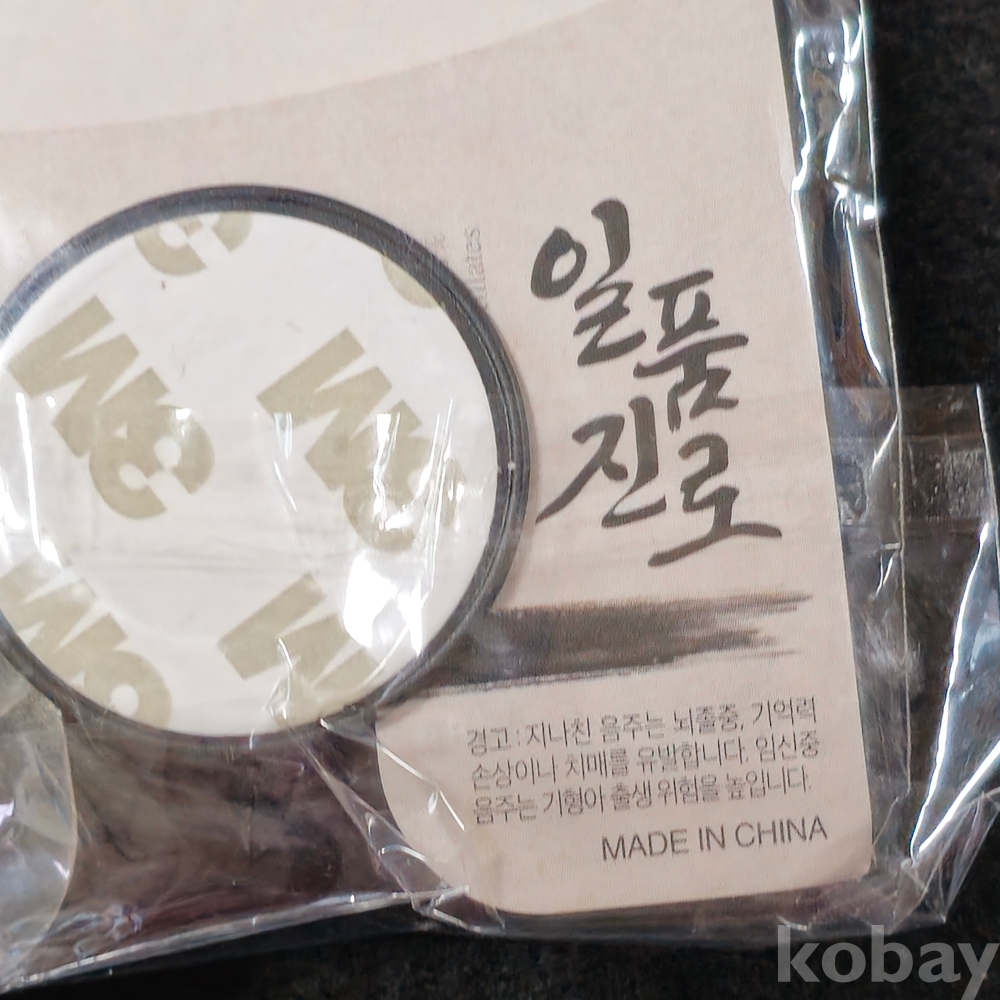 일품
진로
3M
3M
3M
경고 : 지나친 음주는 뇌졸중, 기억력
손상이나 치매를 유발합니다. 임신중
음주는 기형아 출생 위험을 높입니다.
MADE IN CHINA
kobay